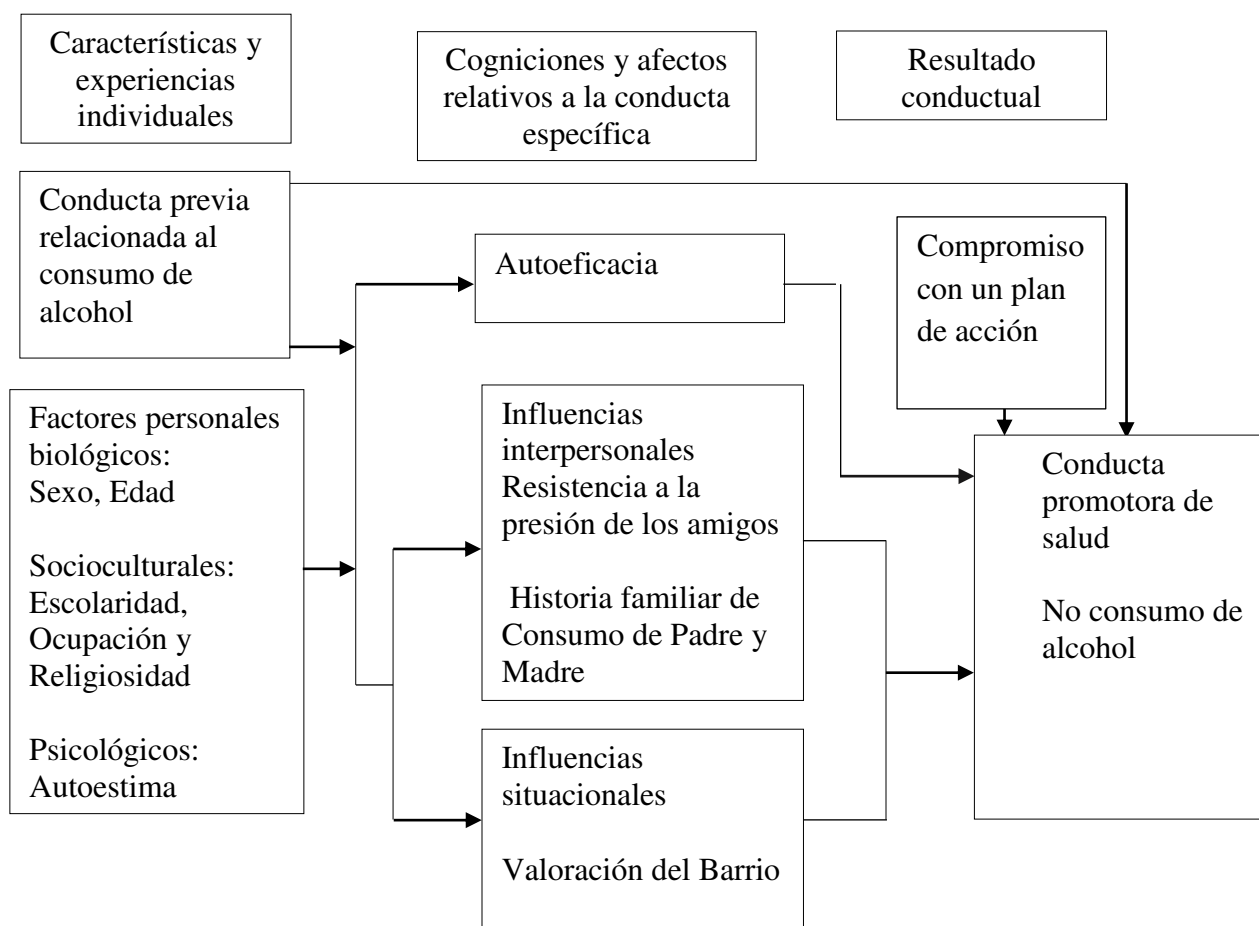 Características y
experiencias
individuales
Cogniciones y afectos
relativos a la conducta
específica
Resultado
conductual
Conducta previa
relacionada al
consumo de
alcohol
Autoeficacia
Compromiso
con un plan
de acción
Factores personales
biológicos:
Sexo, Edad
Socioculturales:
Escolaridad,
Ocupación y
Religiosidad
Psicológicos:
Autoestima
Influencias
interpersonales
Resistencia a la
presión de los amigos
Historia familiar de
Consumo de Padre y
Madre
Influencias
situacionales
Valoración del Barrio
Conducta
promotora de
salud
No consumo de
alcohol